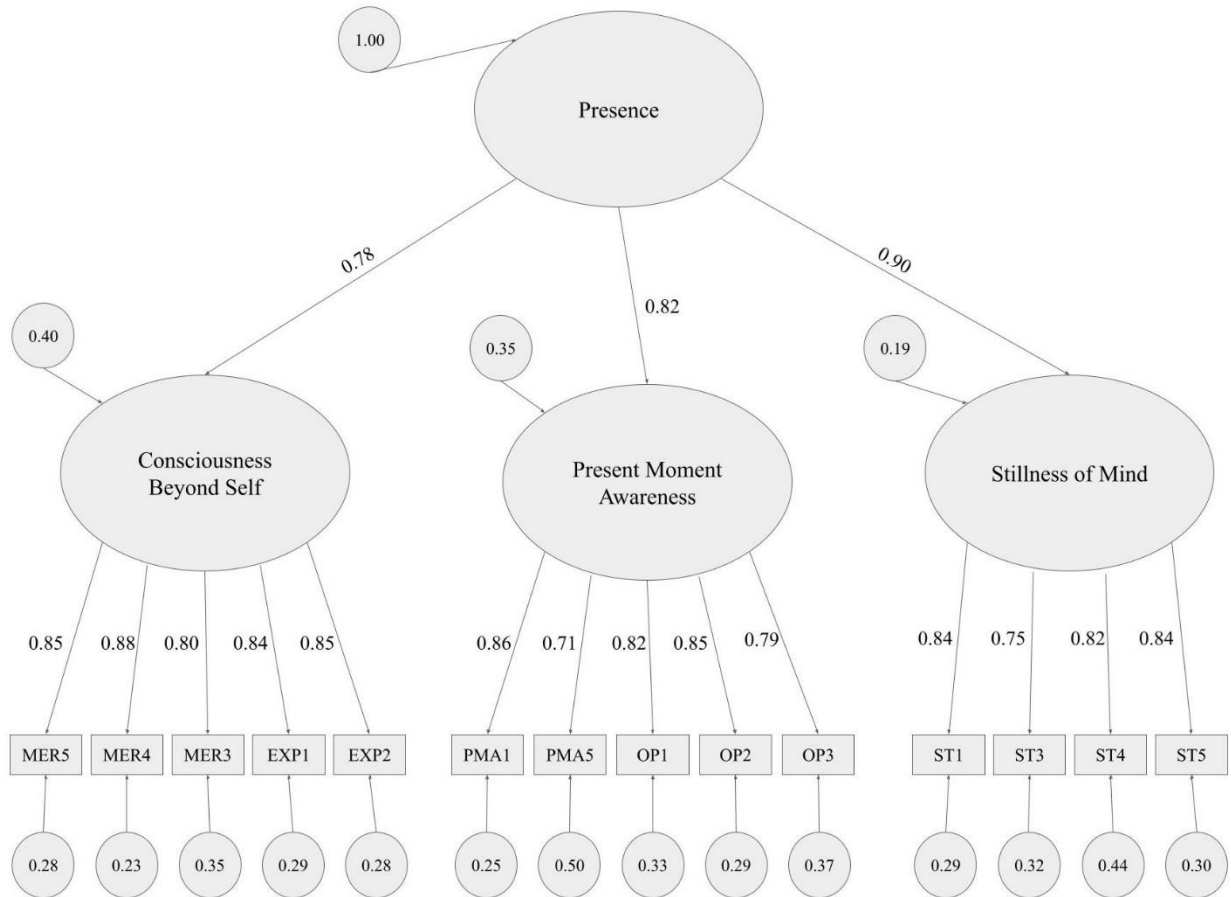 1.00
Presence
0.78
0.82
0.90
0.40
0.35
0.19
Consciousness
Beyond Self
Present Moment
Awareness
Stillness of Mind
0.85 0.88 0.80 0.84 0.85 0.86 0.71 0.82 0.85 0.79 0.84 0.75 0.82 0.84
MER5 MER4 MER3 EXP1 EXP2 PMA1 PMA5 OP1 OP2 OP3 ST1 ST3 ST4 ST5
0.28 0.23 0.35 0.29 0.28 0.25 0.50 0.33 0.29 0.37 0.29 0.32 0.44 0.30